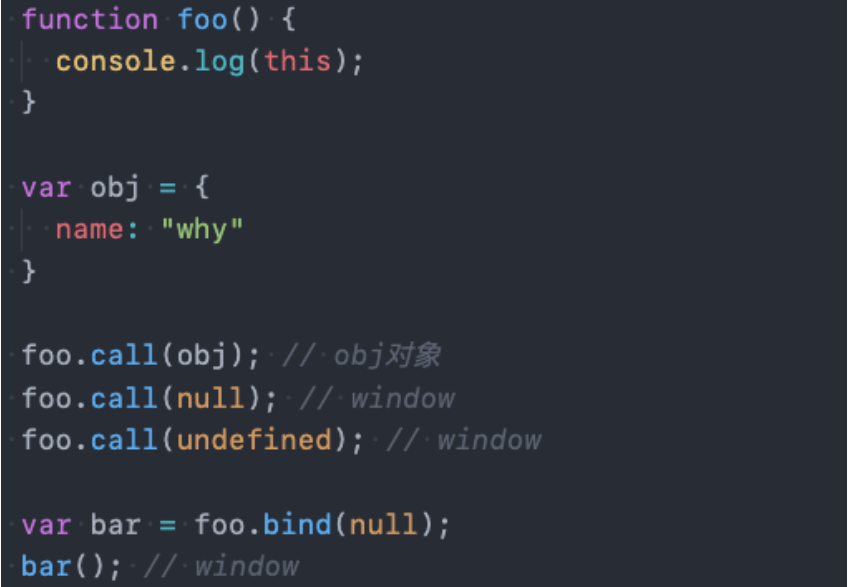 function foo() {
  console.log(this);
}

var obj = {
  name: "why"
}

foo.call(obj); // obj对象
foo.call(null); // window
foo.call(undefined); // window

var bar = foo.bind(null);
bar(); // window